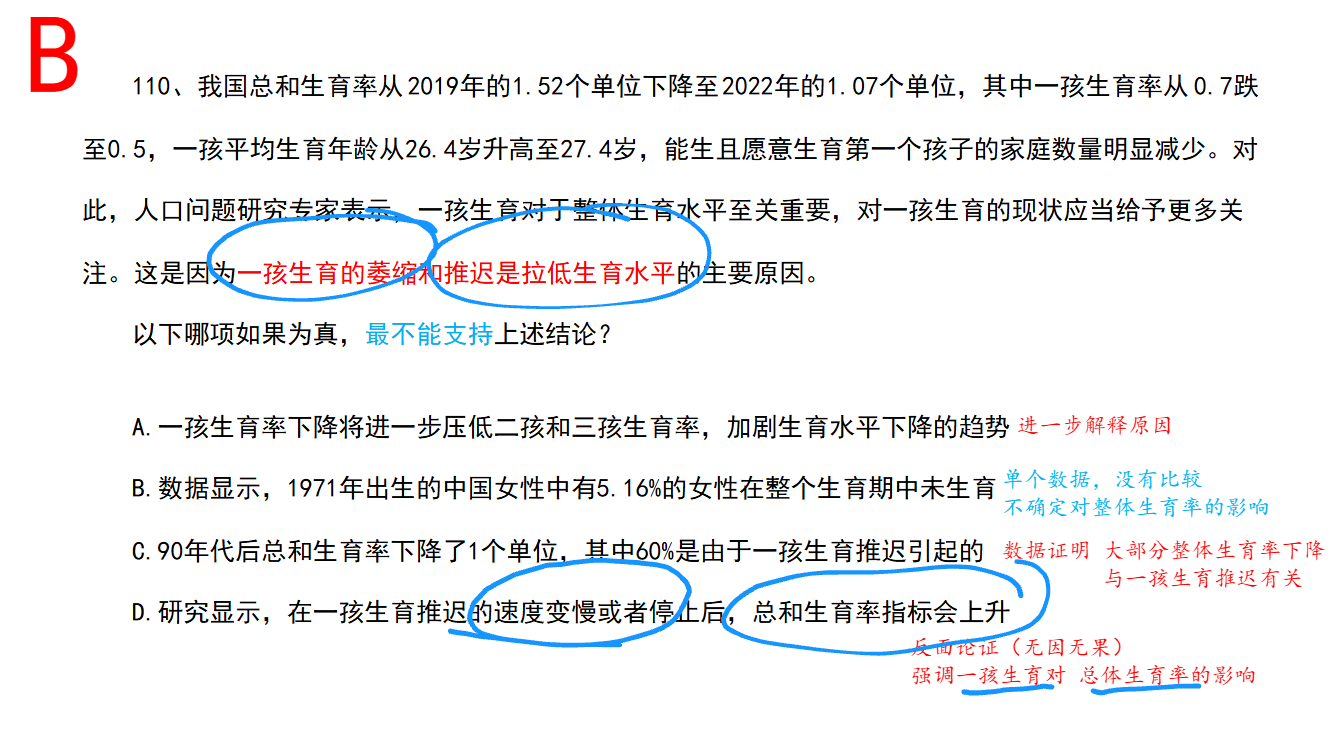 B
110、我国总和生育率从2019年的1.52个单位下降至2022年的1.07个单位，其中一孩生育率从0.7跌
至0.5，一孩平均生育年龄从26.4岁升高至27.4岁，能生且愿意生育第一个孩子的家庭数量明显减少。对
此，人口问题研究专家表示，一孩生育对于整体生育水平至关重要，对一孩生育的现状应当给予更多关
注。这是因为一孩生育的萎缩和推迟是拉低生育水平的主要原因。
以下哪项如果为真，最不能支持上述结论？
A.一孩生育率下降将进一步压低二孩和三孩生育率，加剧生育水平下降的趋势 进一步解释原因
B.数据显示，1971年出生的中国女性中有5.16%的女性在整个生育期中未生育
单个数据，没有比较
不确定对整体生育率的影响
C.90年代后总和生育率下降了1个单位，其中60%是由于一孩生育推迟引起的
数据证明 大部分整体生育率下降
与一孩生育推迟有关
D.研究显示，在一孩生育推迟的速度变慢或者停止后，总和生育率指标会上升
反面论证（无因无果）
强调一孩生育对 总体生育率的影响